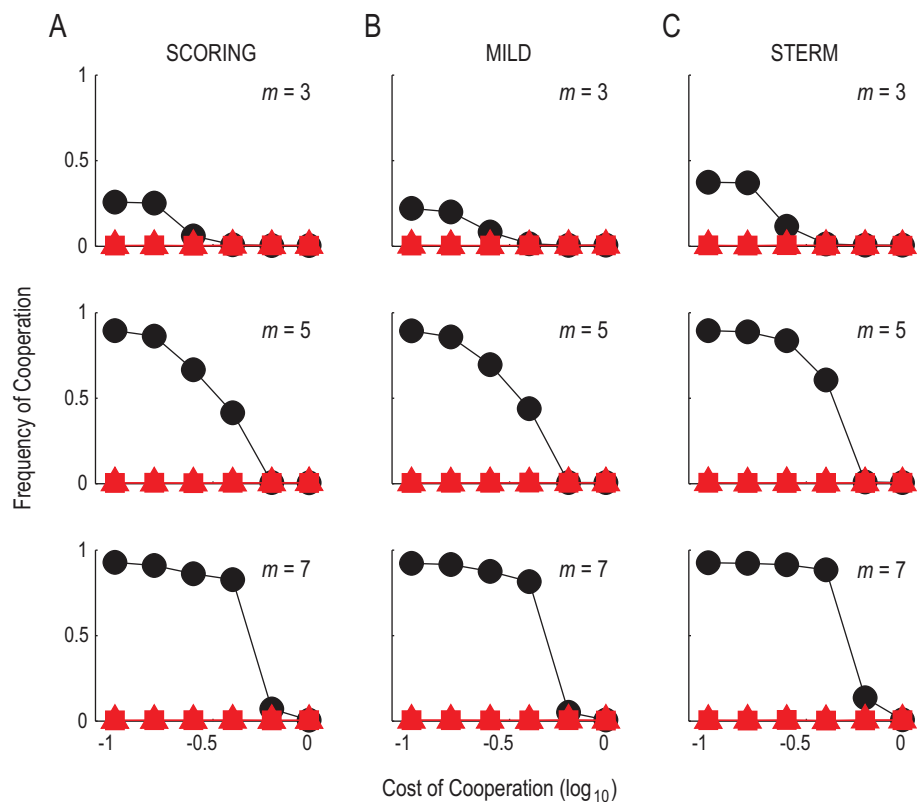 A
B
C
SCORING
MILD
STERM
1
0.5
0
m = 3
m = 3
m = 3
Frequency of Cooperation
1
0.5
0
m = 5
m = 5
m = 5
1
0.5
0
m = 7
m = 7
m = 7
-1 -0.5 0
-1 -0.5 0
-1 -0.5 0
Cost of Cooperation (log10)